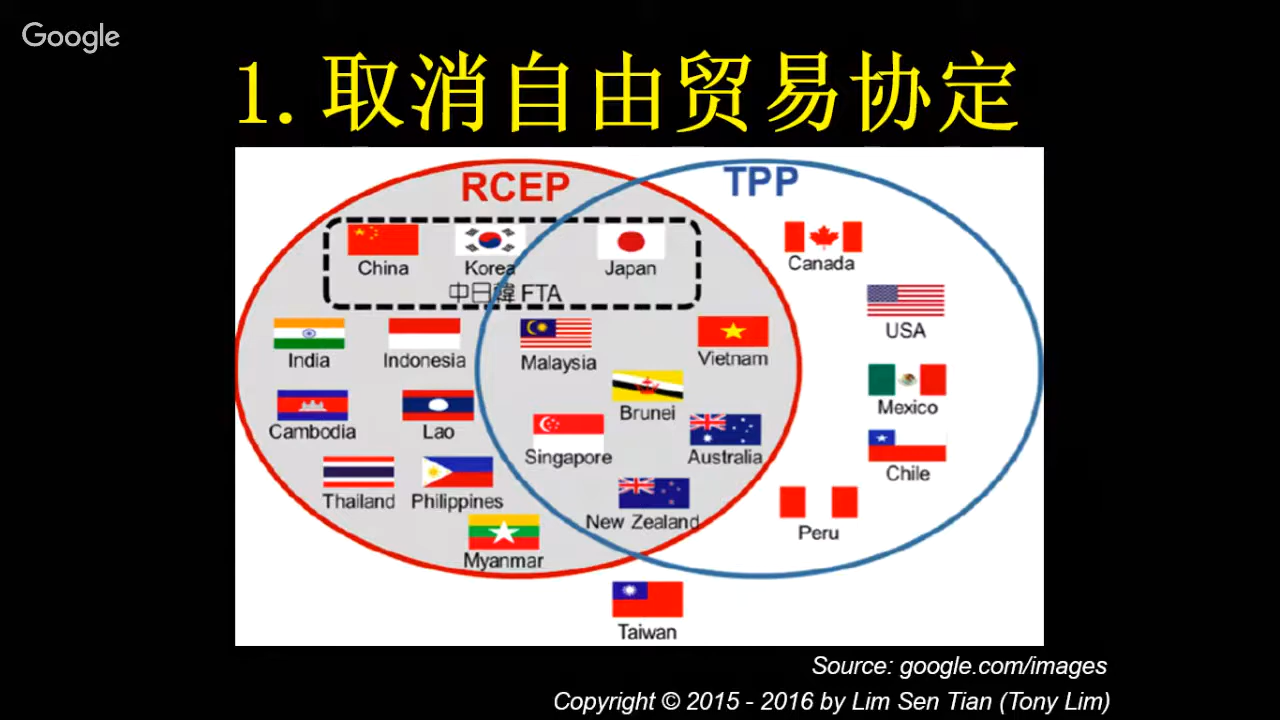 Google
1.取消自由贸易协定
RCEP
TPP
China
Korea
Japan
Canada
中日韓 FTA
USA
India
Indonesia
Malaysia
Vietnam
Brunei
Mexico
Cambodia
Lao
Singapore
Australia
Chile
Thailand
Philippines
New Zealand
Peru
Myanmar
Taiwan
Source: google.com/images
Copyright © 2015 - 2016 by Lim Sen Tian (Tony Lim)